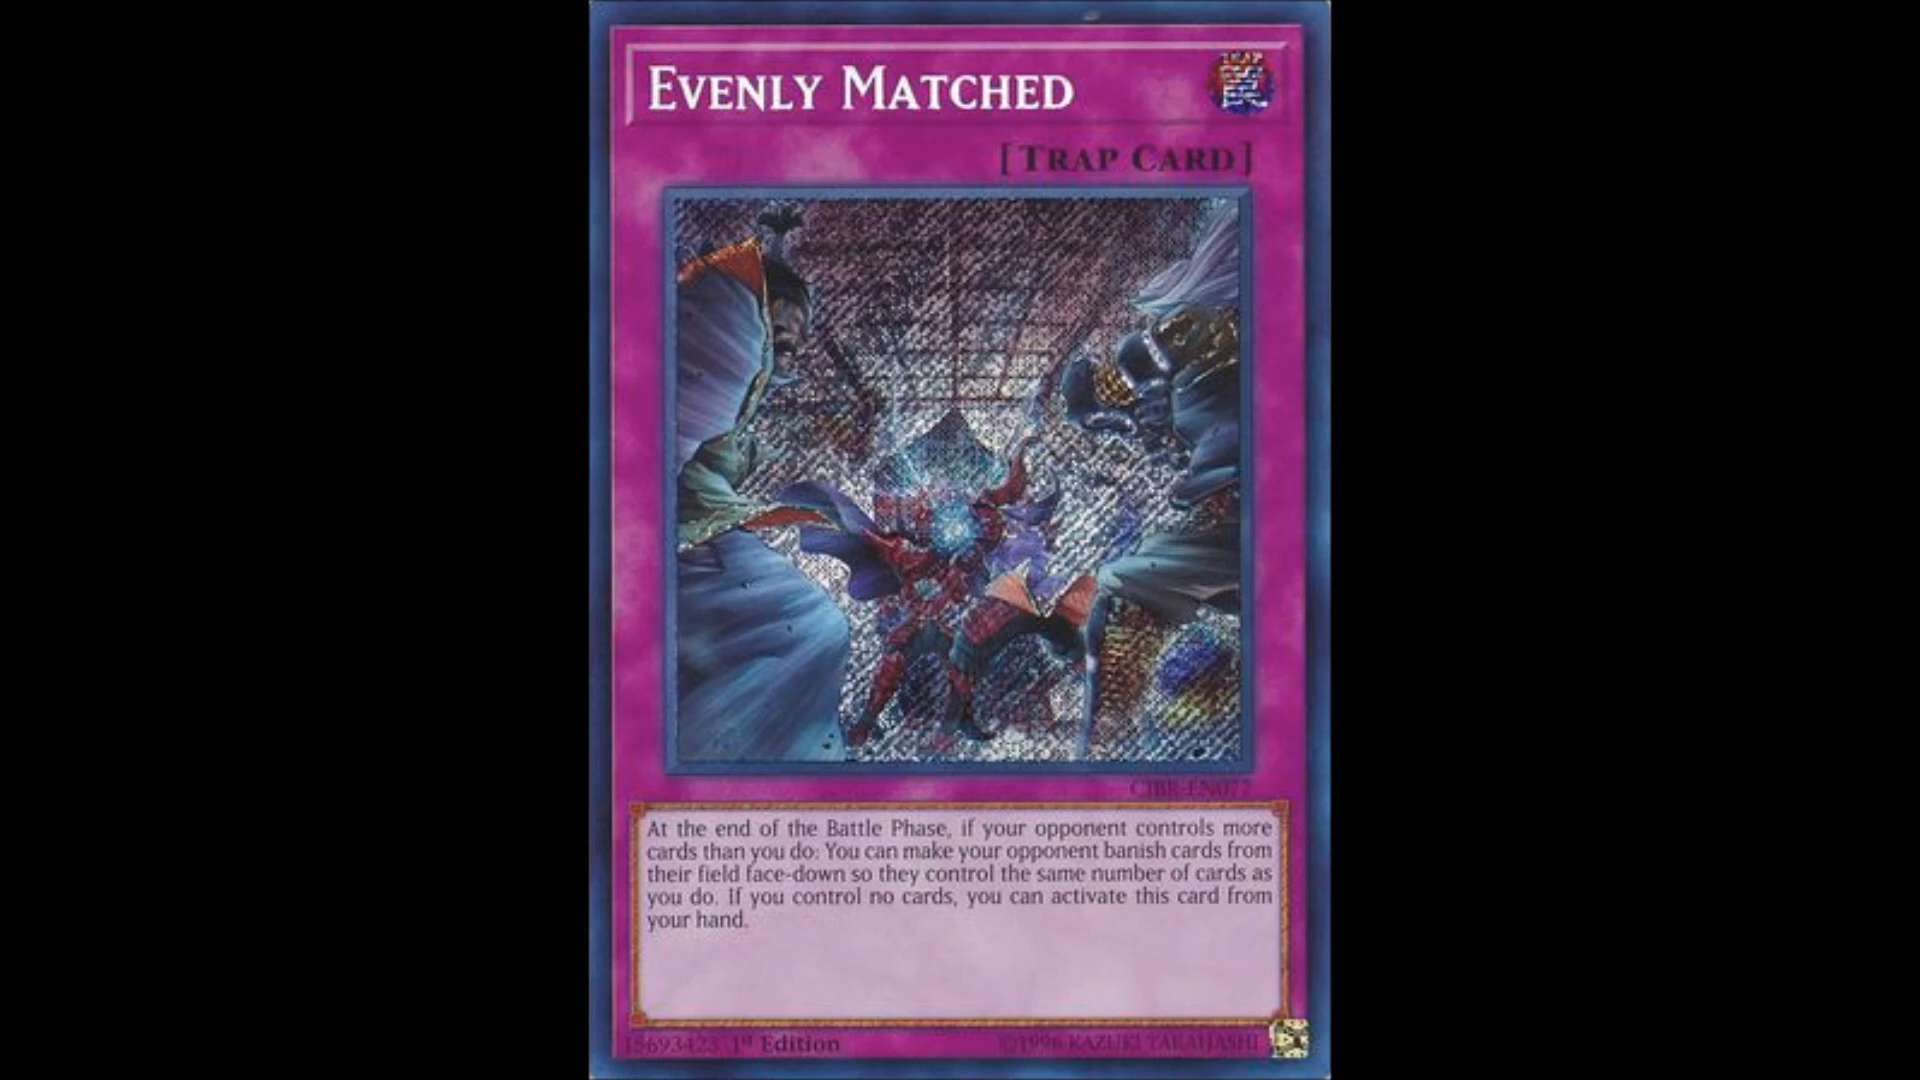 EVENLY MATCHED
TRAP
[TRAP CARD]
CIBR-EN077
At the end of the Battle Phase, if your opponent controls more
cards than you do: You can make your opponent banish cards from
their field face-down so they control the same number of cards as
you do. If you control no cards, you can activate this card from
your hand.
15693423 1st Edition
©1996 KAZUKI TAKAHASHI